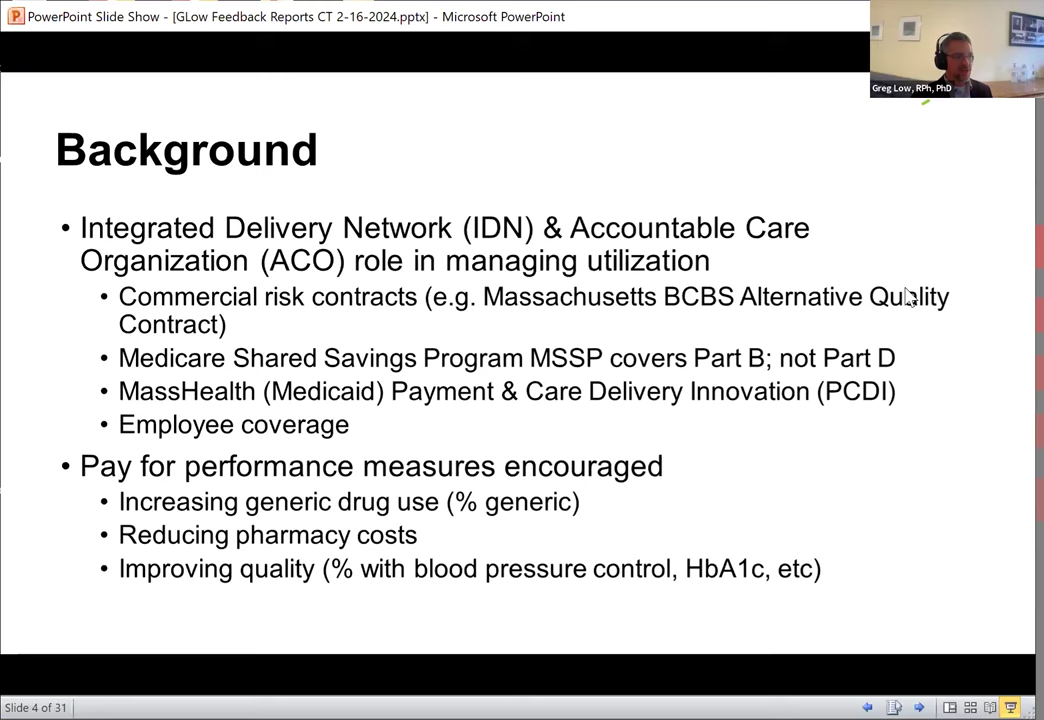 PowerPoint Slide Show - [GLow Feedback Reports CT 2-16-2024.pptx] - Microsoft PowerPoint
Greg Low, RPh, PhD
Background
• Integrated Delivery Network (IDN) & Accountable Care
Organization (ACO) role in managing utilization
• Commercial risk contracts (e.g. Massachusetts BCBS Alternative Quality
Contract)
• Medicare Shared Savings Program MSSP covers Part B; not Part D
• MassHealth (Medicaid) Payment & Care Delivery Innovation (PCDI)
• Employee coverage
• Pay for performance measures encouraged
• Increasing generic drug use (% generic)
• Reducing pharmacy costs
• Improving quality (% with blood pressure control, HbA1c, etc)
Slide 4 of 31